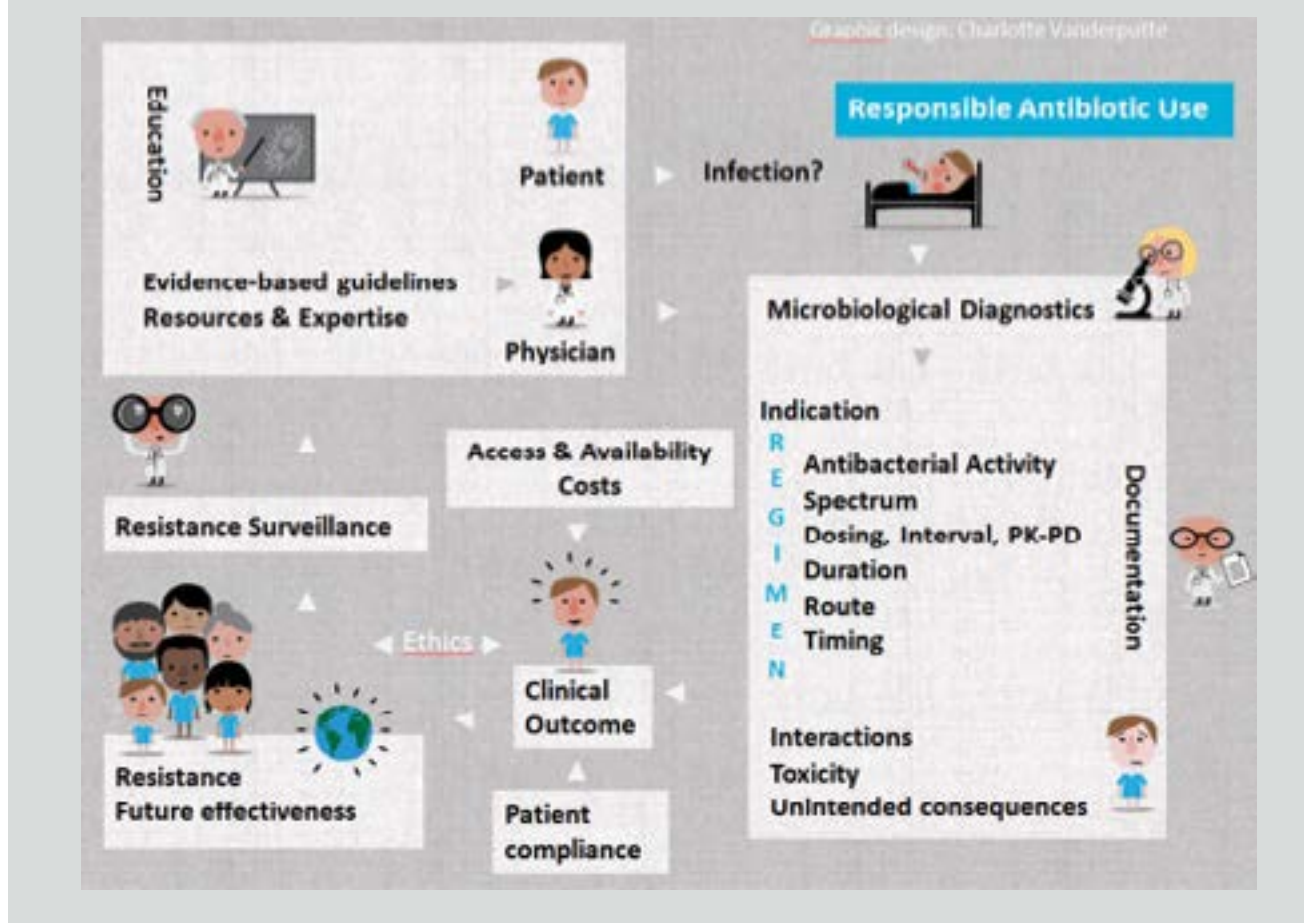 Graphic design: Charlotte Vanderputte
Responsible Antibiotic Use
Education
Patient
Infection?
Evidence-based guidelines
Resources & Expertise
Physician
Microbiological Diagnostics
Indication
REGIMEN
Antibacterial Activity
Spectrum
Dosing, Interval, PK-PD
Duration
Route
Timing
Documentation
Interactions
Toxicity
Unintended consequences
Access & Availability
Costs
Resistance Surveillance
Ethics
Clinical
Outcome
Patient
compliance
Resistance
Future effectiveness